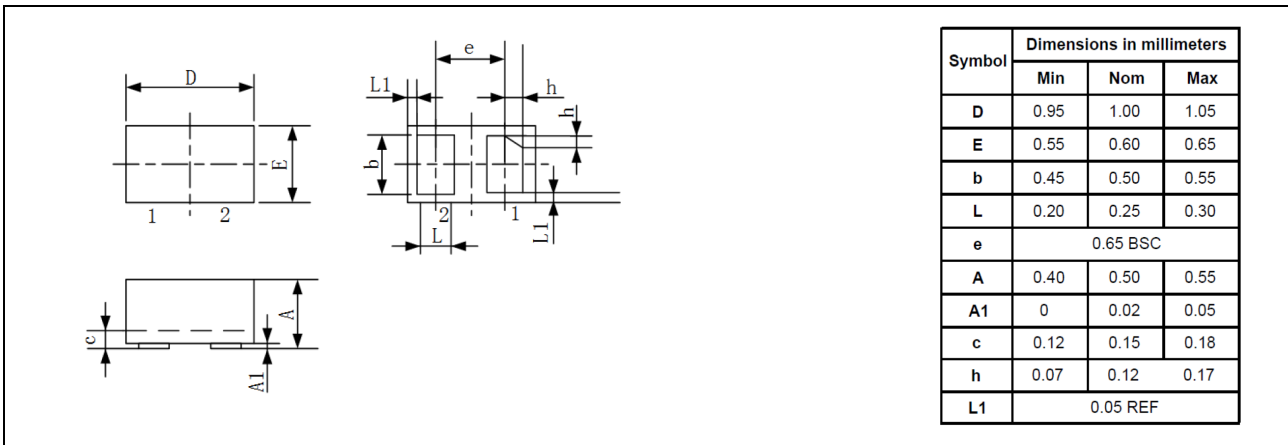 D
E
1 2
e
L1
h
h
b
2
1
L
L1
A
c
A1
Symbol Dimensions in millimeters
Min Nom Max
D 0.95 1.00 1.05
E 0.55 0.60 0.65
b 0.45 0.50 0.55
L 0.20 0.25 0.30
e 0.65 BSC
A 0.40 0.50 0.55
A1 0 0.02 0.05
c 0.12 0.15 0.18
h 0.07 0.12 0.17
L1 0.05 REF